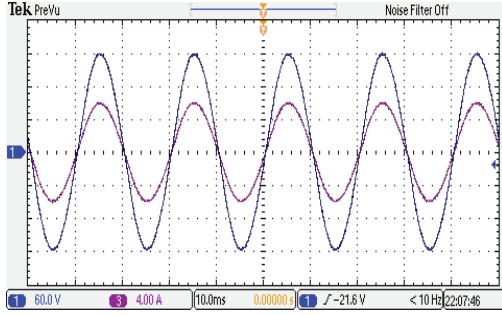 Tek PreVu Noise Filter Off
T
T
1
1 60.0 V 3 4.00 A 10.0ms 0.00000 s 1 ∫ −21.6 V < 10 Hz 22:07:46